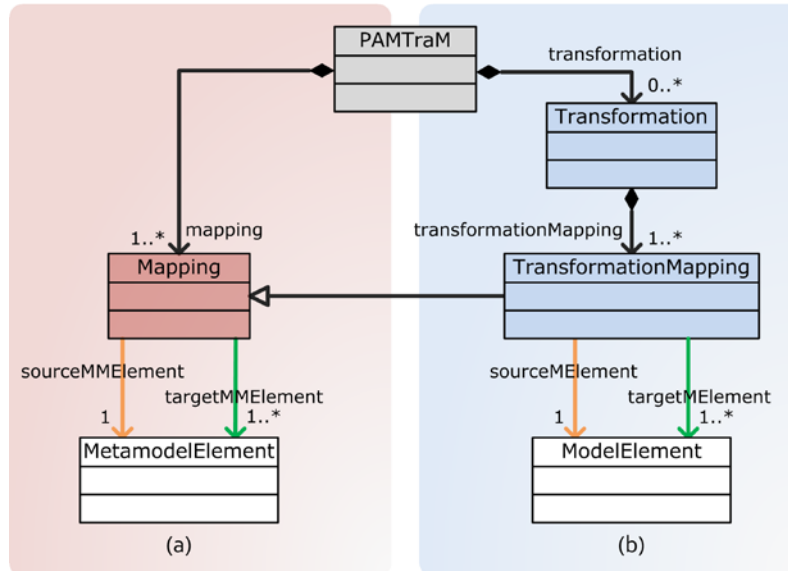 PAMTraM
transformation
0..*
Transformation
mapping
1..*
transformationMapping
1..*
Mapping
TransformationMapping
sourceMMElement
targetMMElement
1
1..*
sourceMElement
targetMElement
1
1..*
MetamodelElement
ModelElement
(a)
(b)